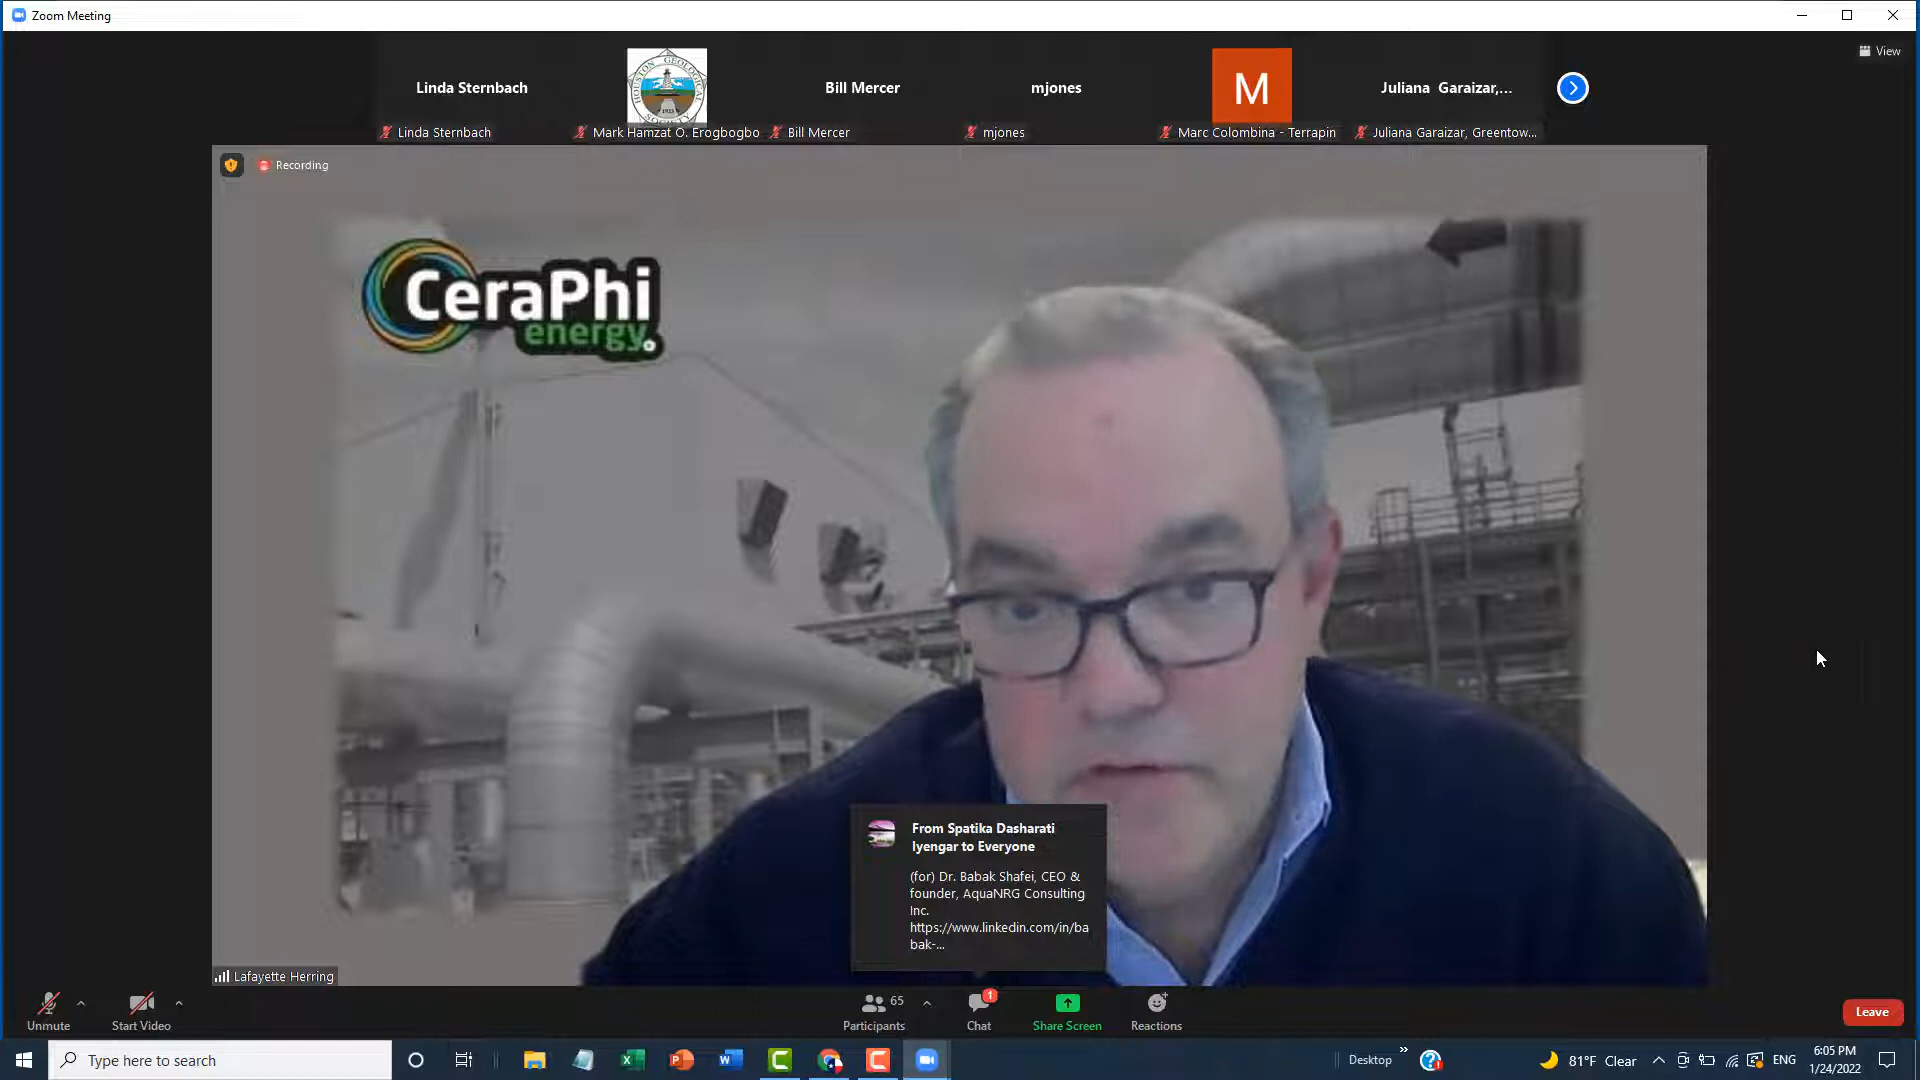 Zoom Meeting
View
Linda Sternbach
HOUSTON GEOLOGICAL SOCIETY
1923
Bill Mercer
mjones
M
Juliana Garaizar,...
Linda Sternbach
Mark Hamzat O. Erogbogbo
Bill Mercer
mjones
Marc Colombina - Terrapin
Juliana Garaizar, Greentow...
Recording
CeraPhi
energy
From Spatika Dasharati
Iyengar to Everyone
(for) Dr. Babak Shafei, CEO &
founder, AquaNRG Consulting
Inc.
https://www.linkedin.com/in/ba
bak-...
Lafayette Herring
Unmute
Start Video
65
Participants
1
Chat
Share Screen
Reactions
Leave
Type here to search
Desktop
81°F Clear
ENG
6:05 PM
1/24/2022